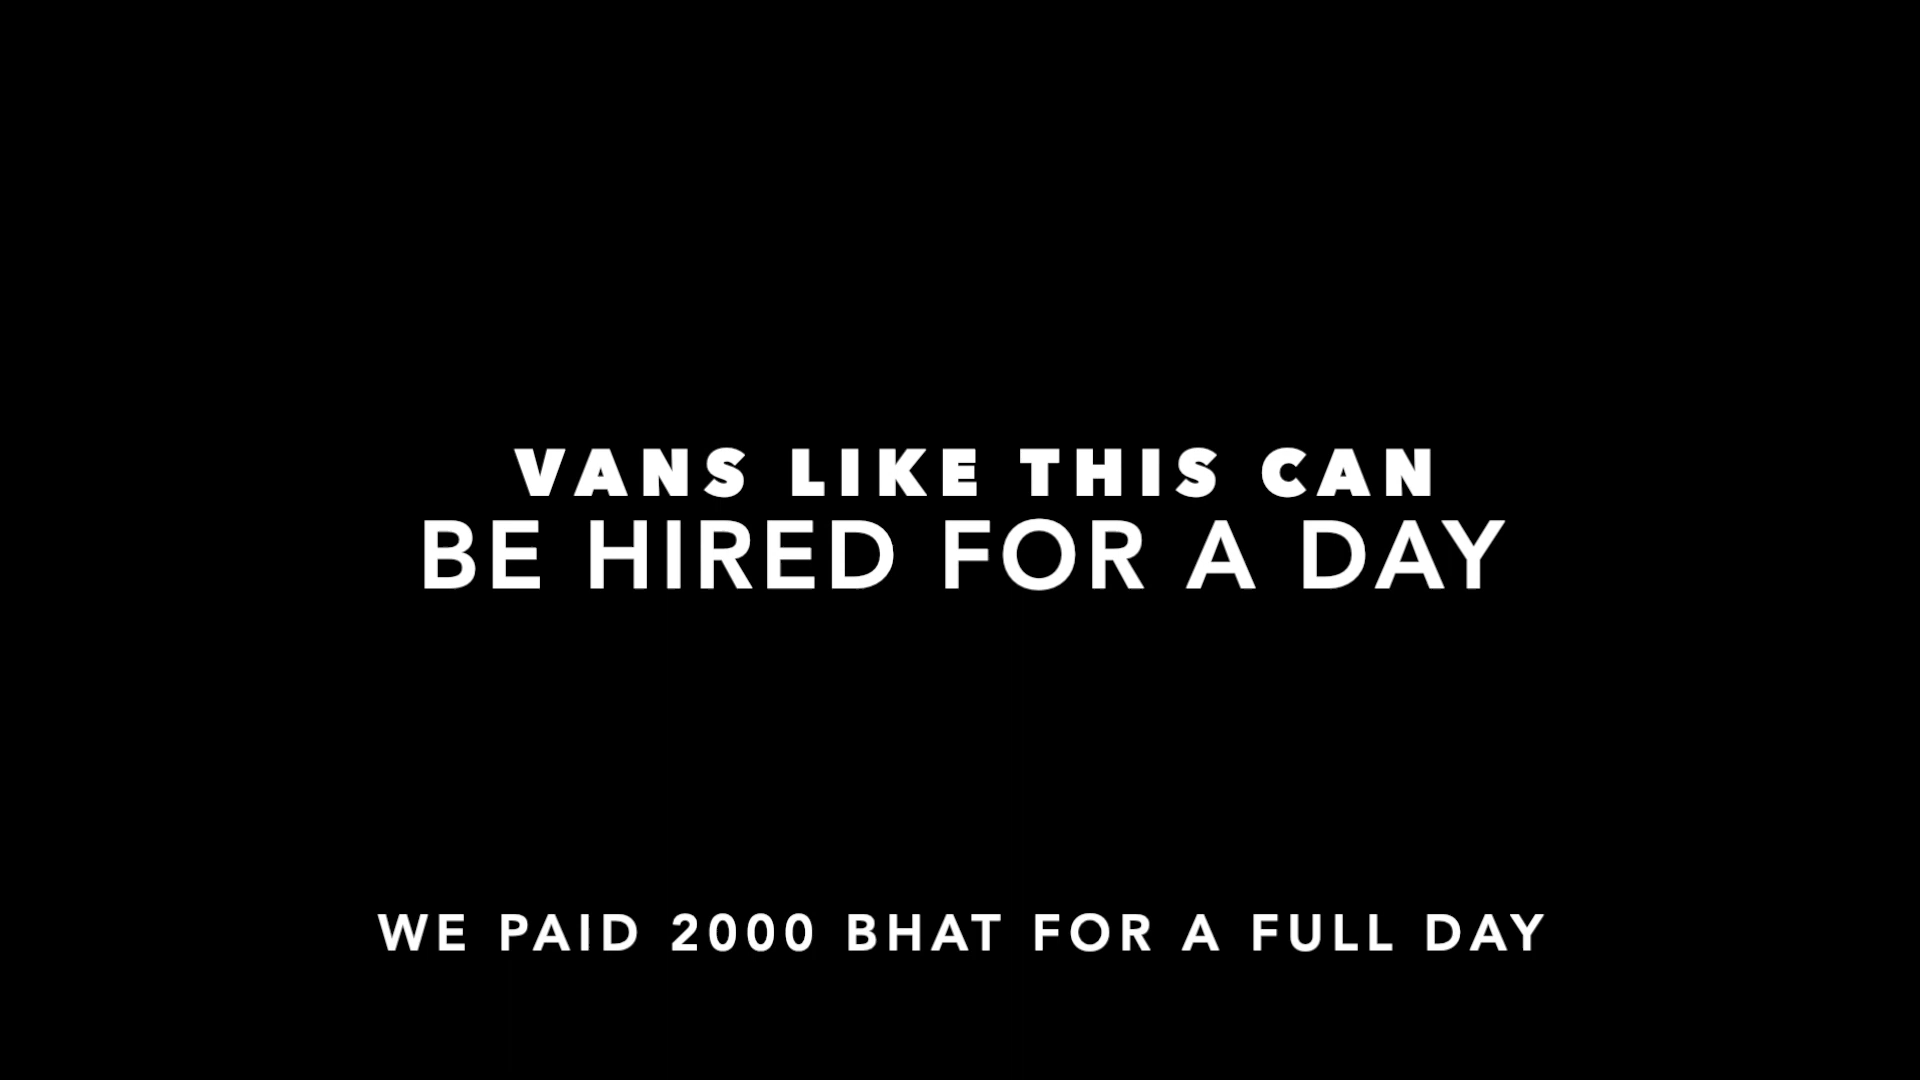 VANS LIKE THIS CAN
BE HIRED FOR A DAY
WE PAID 2000 BHAT FOR A FULL DAY